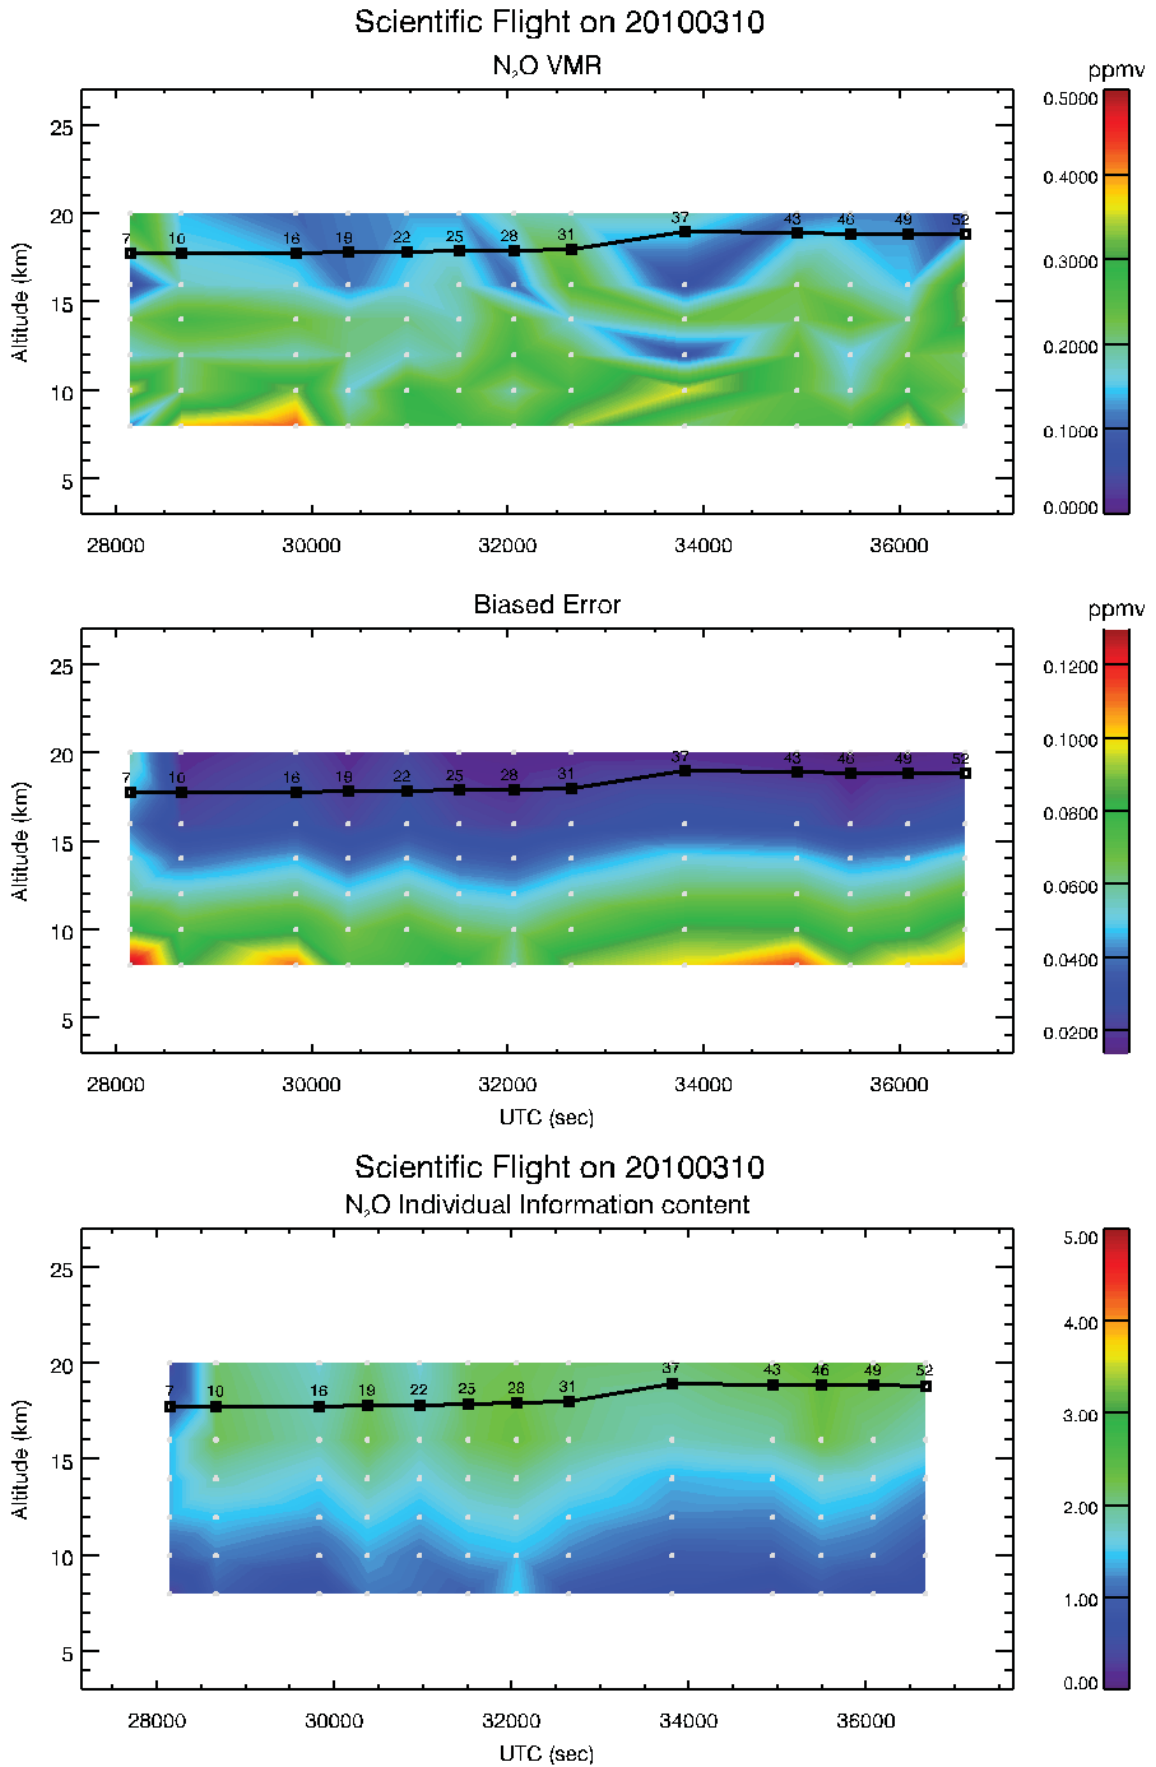 Scientific Flight on 20100310
N₂O VMR
ppmv
0.5000
0.4000
0.3000
0.2000
0.1000
0.0000
Altitude (km)
25
20
15
10
5
7 10 16 19 22 25 28 31 37 43 46 49 52
28000 30000 32000 34000 36000
Biased Error
ppmv
0.1200
0.1000
0.0800
0.0600
0.0400
0.0200
Altitude (km)
25
20
15
10
5
7 10 16 19 22 25 28 31 37 43 46 49 52
28000 30000 32000 34000 36000
UTC (sec)
Scientific Flight on 20100310
N₂O Individual Information content
5.00
4.00
3.00
2.00
1.00
0.00
Altitude (km)
25
20
15
10
5
7 10 16 19 22 25 28 31 37 43 46 49 52
28000 30000 32000 34000 36000
UTC (sec)